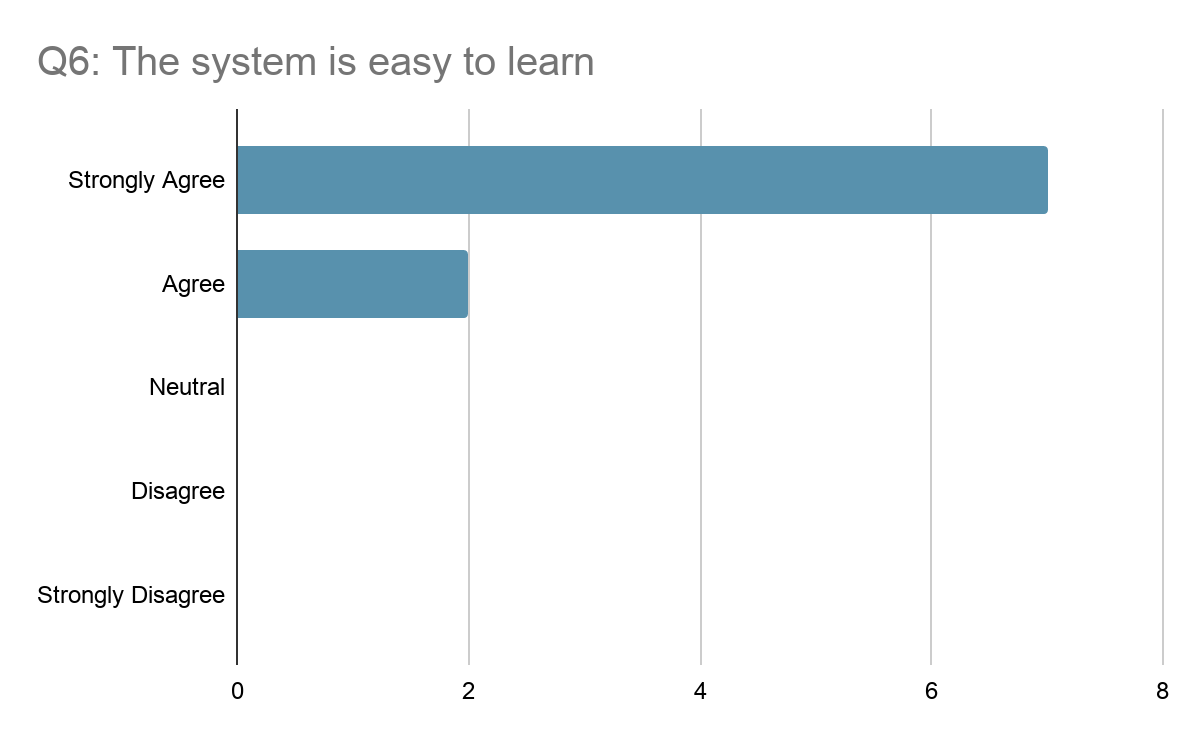 Q6: The system is easy to learn
Strongly Agree
Agree
Neutral
Disagree
Strongly Disagree
0 2 4 6 8